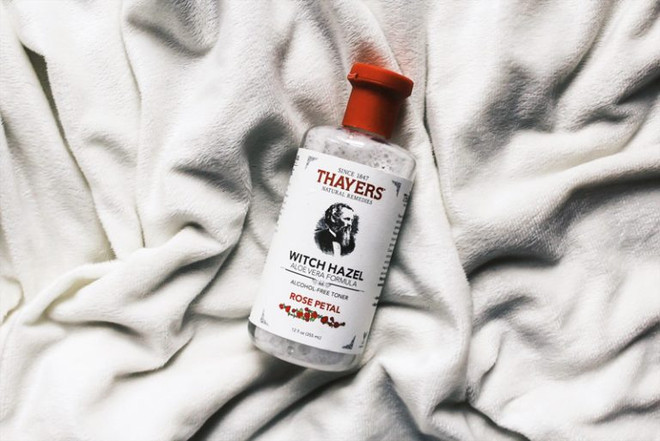 SINCE 1847
THAYERS
NATURAL REMEDIES
WITCH HAZEL
ALOE VERA FORMULA
ALCOHOL-FREE TONER
ROSE PETAL
12 fl oz (355 mL)